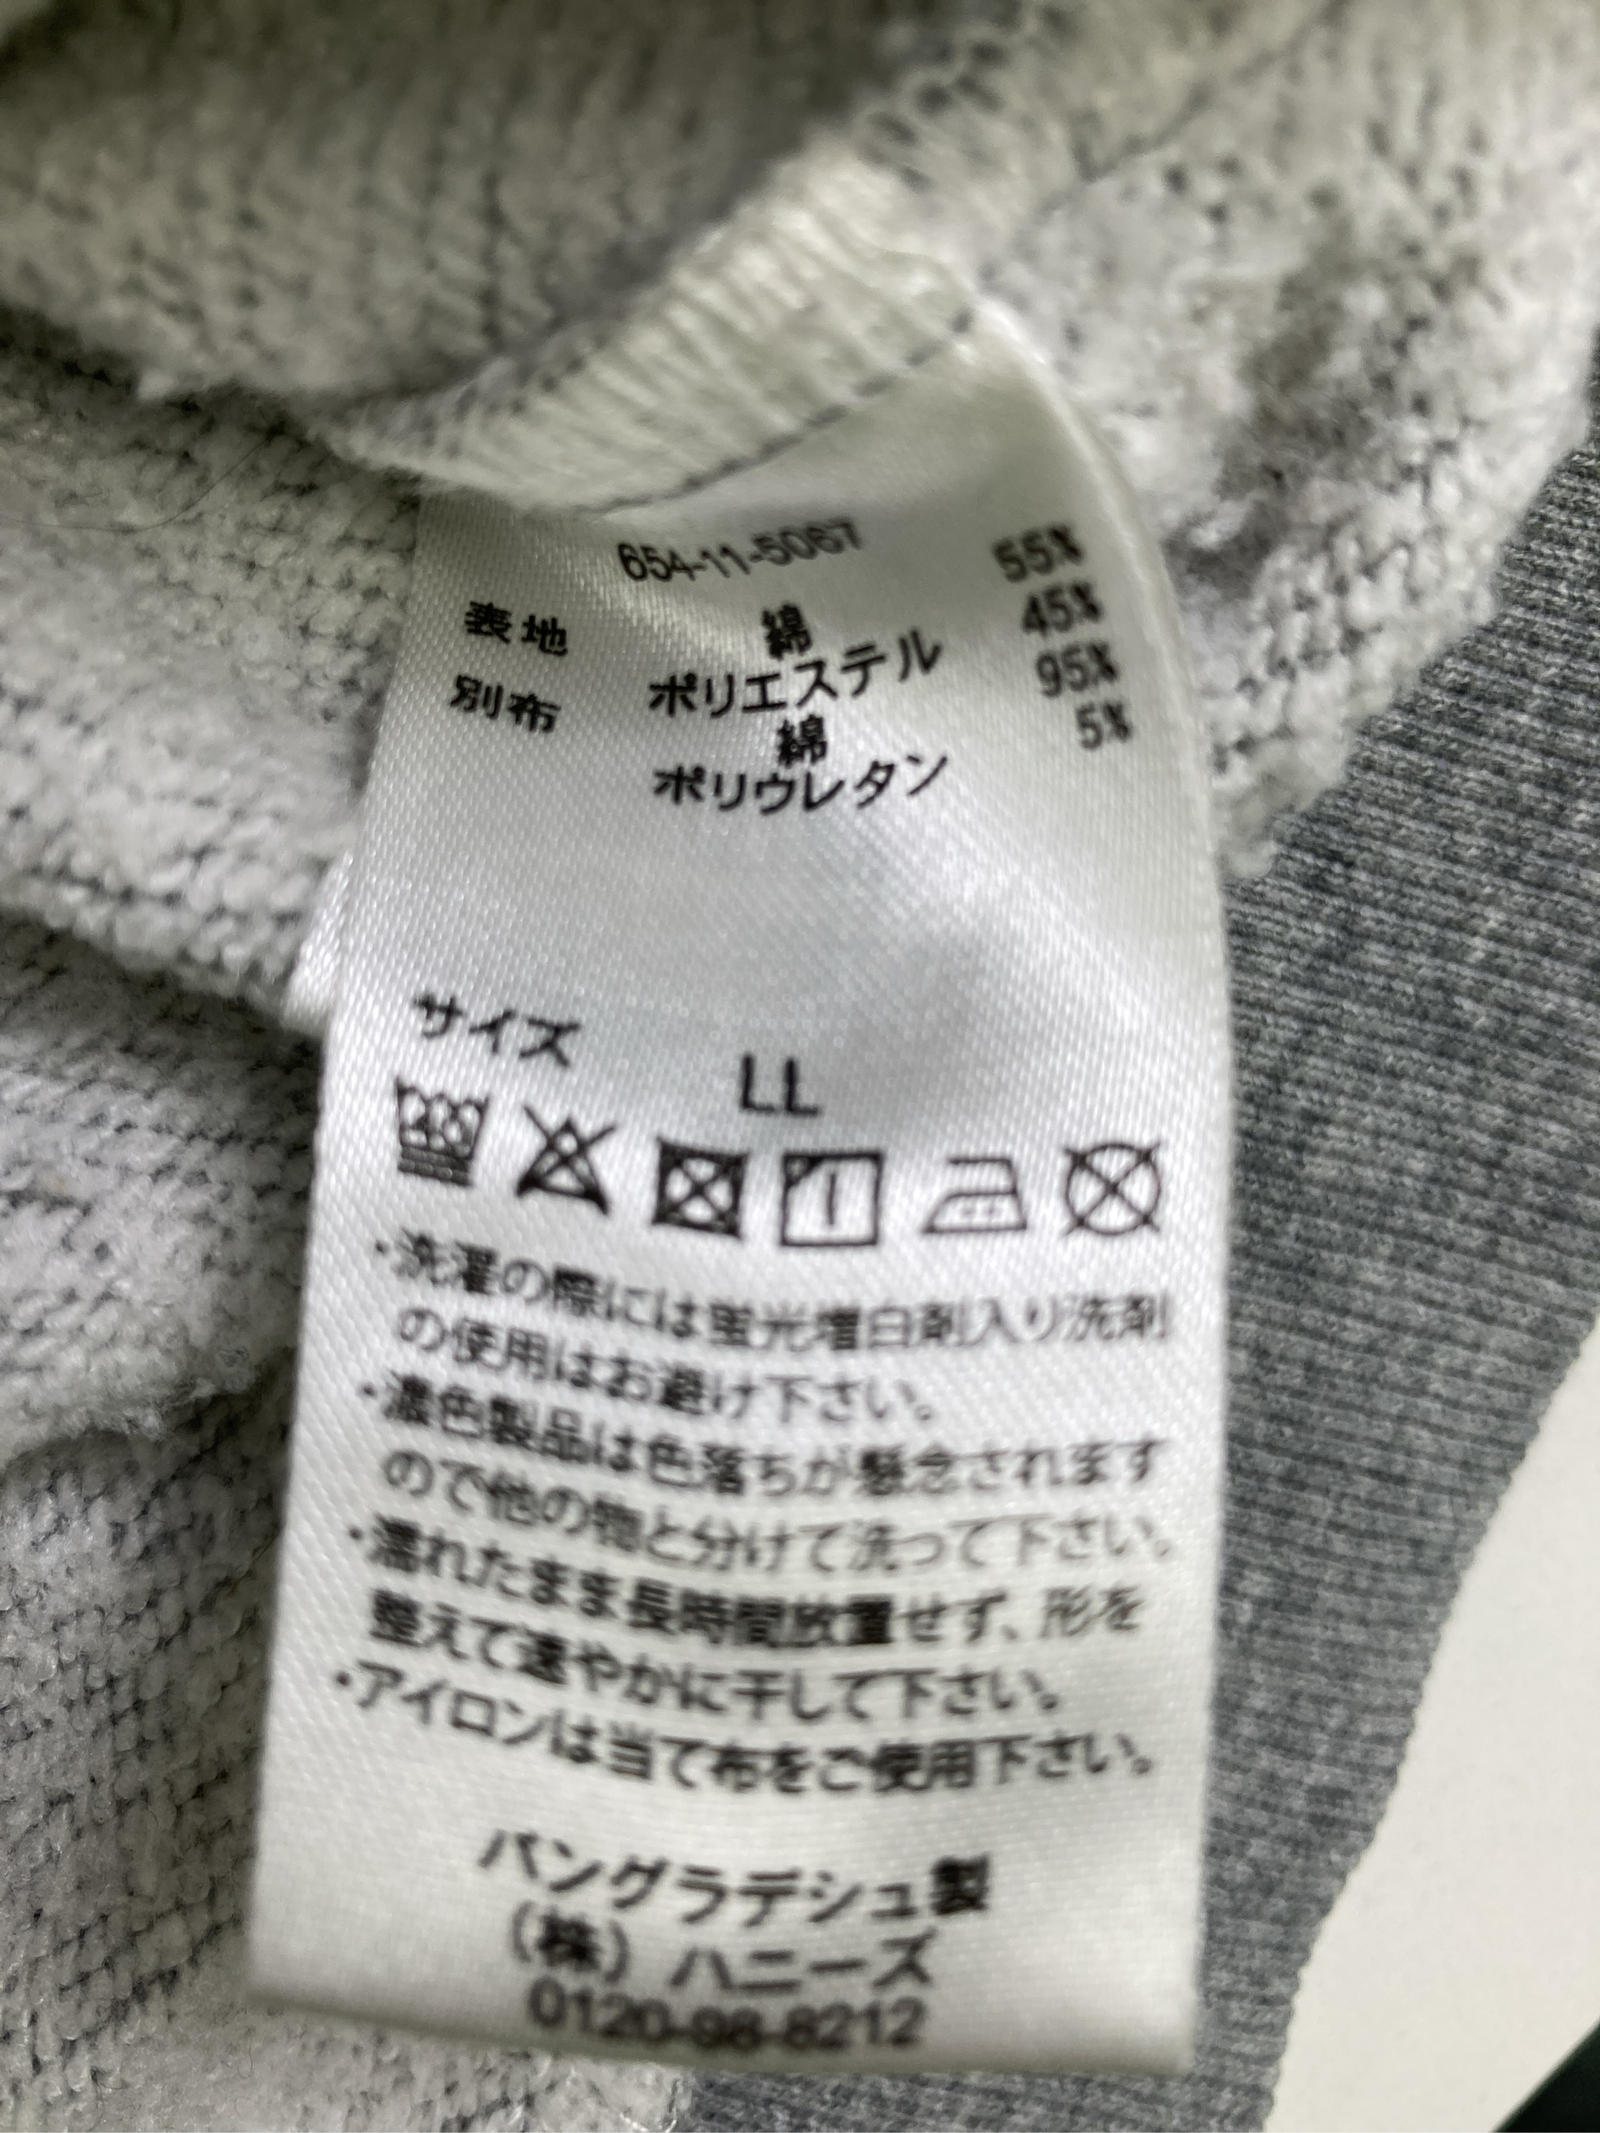 654-11-5067
表地 綿 55%
ポリエステル 45%
別布 綿 95%
ポリウレタン 5%
サイズ LL
・洗濯の際には蛍光増白剤入り洗剤
の使用はお避け下さい。
・濃色製品は色落ちが懸念されます
ので他の物と分けて洗って下さい。
・濡れたまま長時間放置せず、形を
整えて速やかに干して下さい。
・アイロンは当て布をご使用下さい。
バングラデシュ製
(株) ハニーズ
0120-98-8212